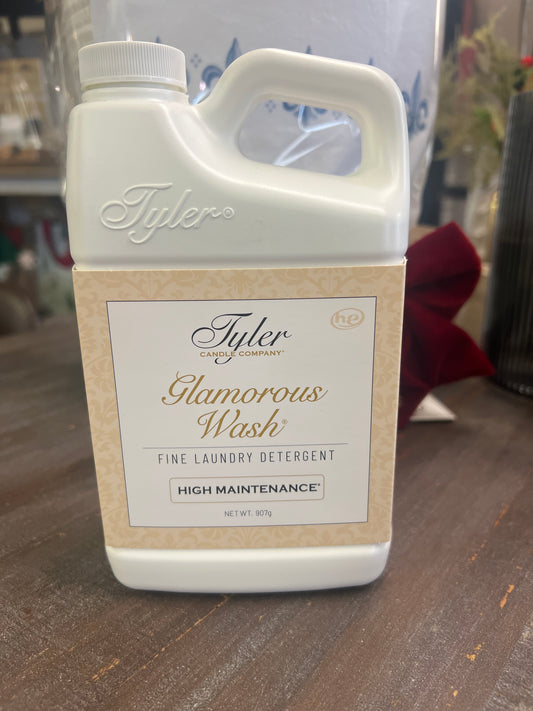 Tyler®
Tyler
CANDLE COMPANY®
he
Glamorous
Wash®
FINE LAUNDRY DETERGENT
HIGH MAINTENANCE®
NET WT. 907g